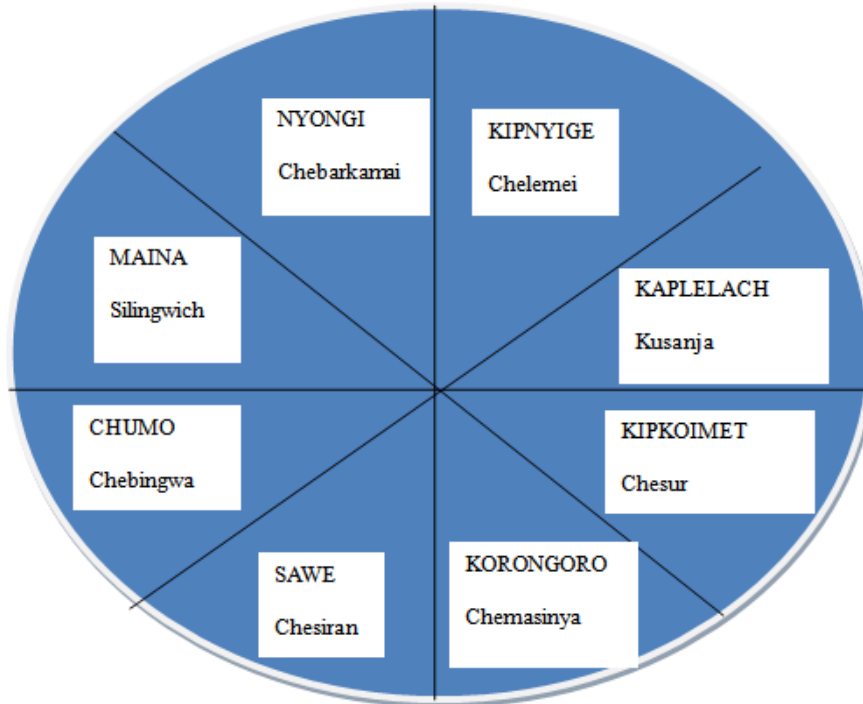 NYONGI
Chebarkamai
KIPNYIGE
Chelemei
MAINA
Silingwich
KAPLELACH
Kusanja
CHUMO
Chebingwa
KIPKOIMET
Chesur
SAWE
Chesiran
KORONGORO
Chemasinya